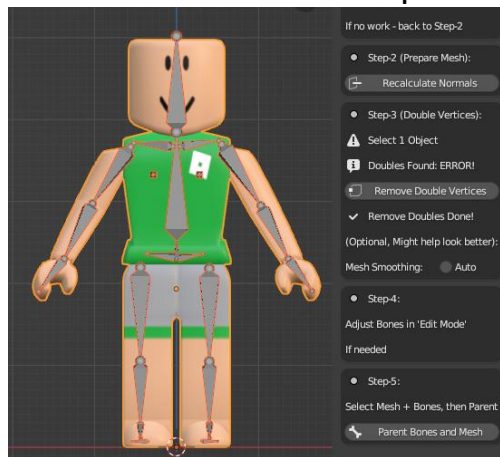 If no work - back to Step-2
Step-2 (Prepare Mesh):
Recalculate Normals
Step-3 (Double Vertices):
Select 1 Object
Doubles Found: ERROR!
Remove Double Vertices
Remove Doubles Done!
(Optional, Might help look better):
Mesh Smoothing: Auto
Step-4:
Adjust Bones in 'Edit Mode'
If needed
Step-5:
Select Mesh + Bones, then Parent
Parent Bones and Mesh